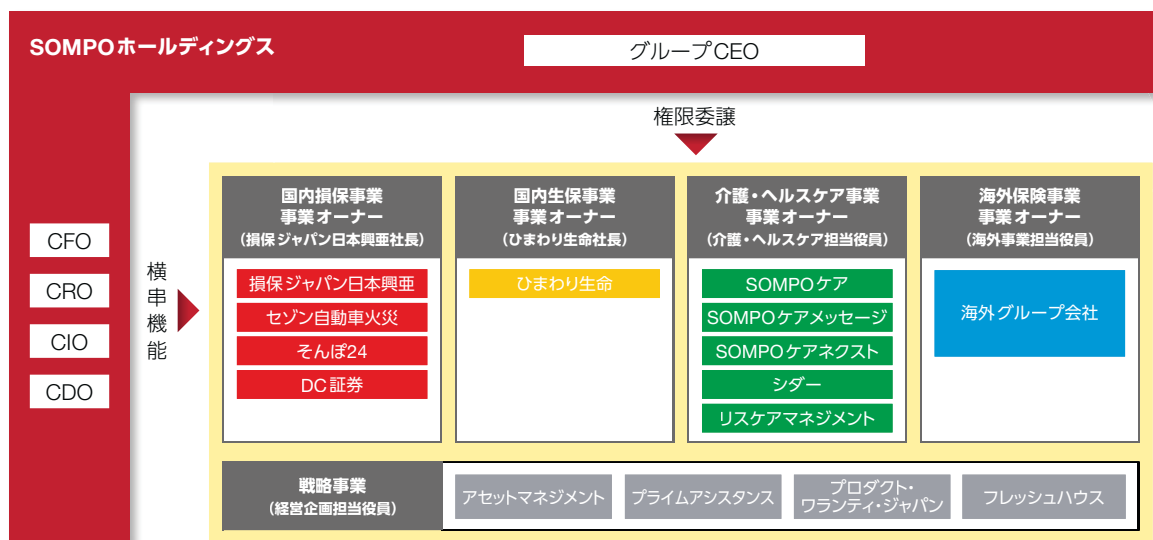 SOMPOホールディングス
グループCEO
権限委譲
CFO
CRO
CIO
CDO
横串機能
国内損保事業
事業オーナー
(損保ジャパン日本興亜社長)
損保ジャパン日本興亜
セゾン自動車火災
そんぽ24
DC証券
国内生保事業
事業オーナー
(ひまわり生命社長)
ひまわり生命
介護・ヘルスケア事業
事業オーナー
(介護・ヘルスケア担当役員)
SOMPOケア
SOMPOケアメッセージ
SOMPOケアネクスト
シダー
リスケアマネジメント
海外保険事業
事業オーナー
(海外事業担当役員)
海外グループ会社
戦略事業
(経営企画担当役員)
アセットマネジメント
プライムアシスタンス
プロダクト・
ワランティ・ジャパン
フレッシュハウス